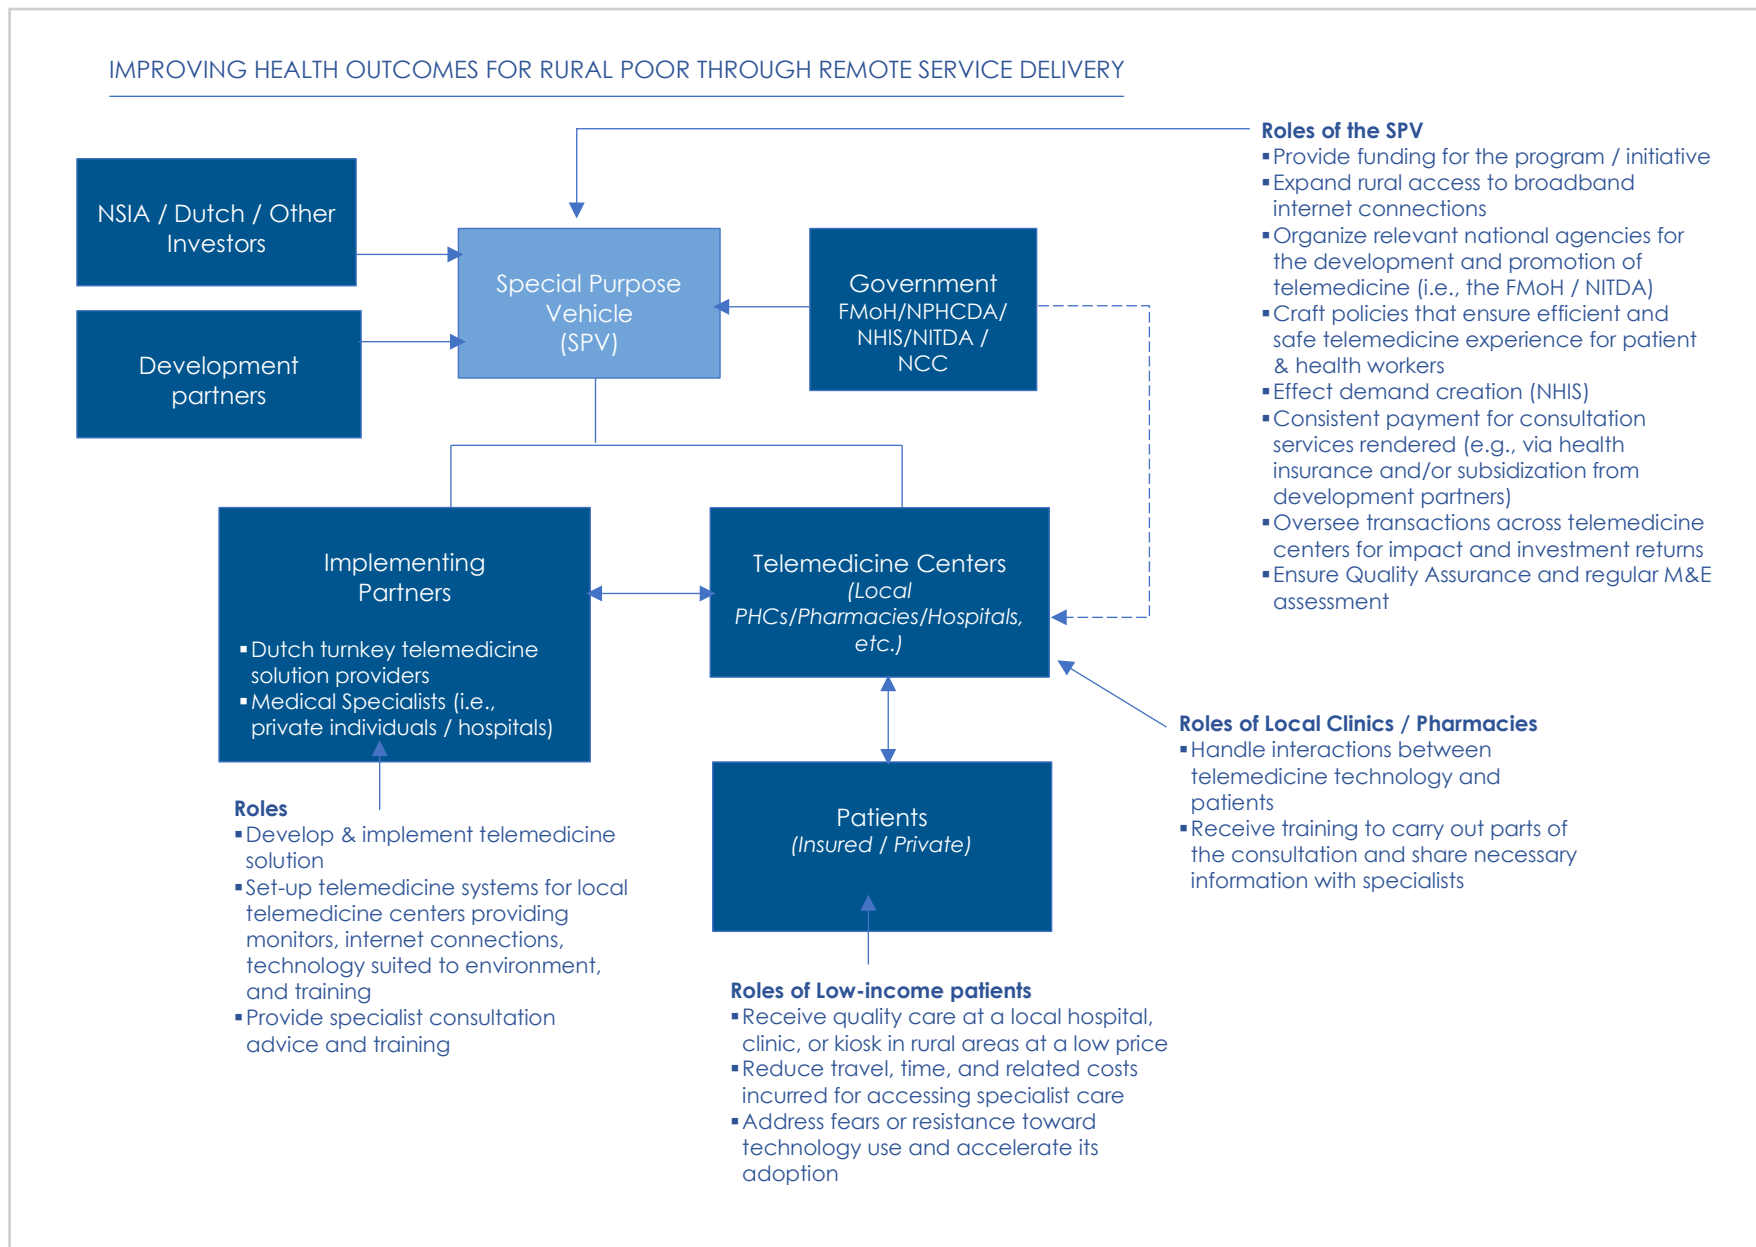 IMPROVING HEALTH OUTCOMES FOR RURAL POOR THROUGH REMOTE SERVICE DELIVERY
NSIA / Dutch / Other
Investors
Development
partners
Special Purpose
Vehicle
(SPV)
Government
FMoH/NPHCDA/
NHIS/NITDA /
NCC
Roles of the SPV
▪Provide funding for the program / initiative
▪Expand rural access to broadband
internet connections
▪Organize relevant national agencies for
the development and promotion of
telemedicine (i.e., the FMoH / NITDA)
▪Craft policies that ensure efficient and
safe telemedicine experience for patient
& health workers
▪Effect demand creation (NHIS)
▪Consistent payment for consultation
services rendered (e.g., via health
insurance and/or subsidization from
development partners)
▪Oversee transactions across telemedicine
centers for impact and investment returns
▪Ensure Quality Assurance and regular M&E
assessment
Implementing
Partners
▪Dutch turnkey telemedicine
solution providers
▪Medical Specialists (i.e.,
private individuals / hospitals)
Telemedicine Centers
(Local
PHCs/Pharmacies/Hospitals,
etc.)
Roles of Local Clinics / Pharmacies
▪Handle interactions between
telemedicine technology and
patients
▪Receive training to carry out parts of
the consultation and share necessary
information with specialists
Roles
▪Develop & implement telemedicine
solution
▪Set-up telemedicine systems for local
telemedicine centers providing
monitors, internet connections,
technology suited to environment,
and training
▪Provide specialist consultation
advice and training
Patients
(Insured / Private)
Roles of Low-income patients
▪Receive quality care at a local hospital,
clinic, or kiosk in rural areas at a low price
▪Reduce travel, time, and related costs
incurred for accessing specialist care
▪Address fears or resistance toward
technology use and accelerate its
adoption